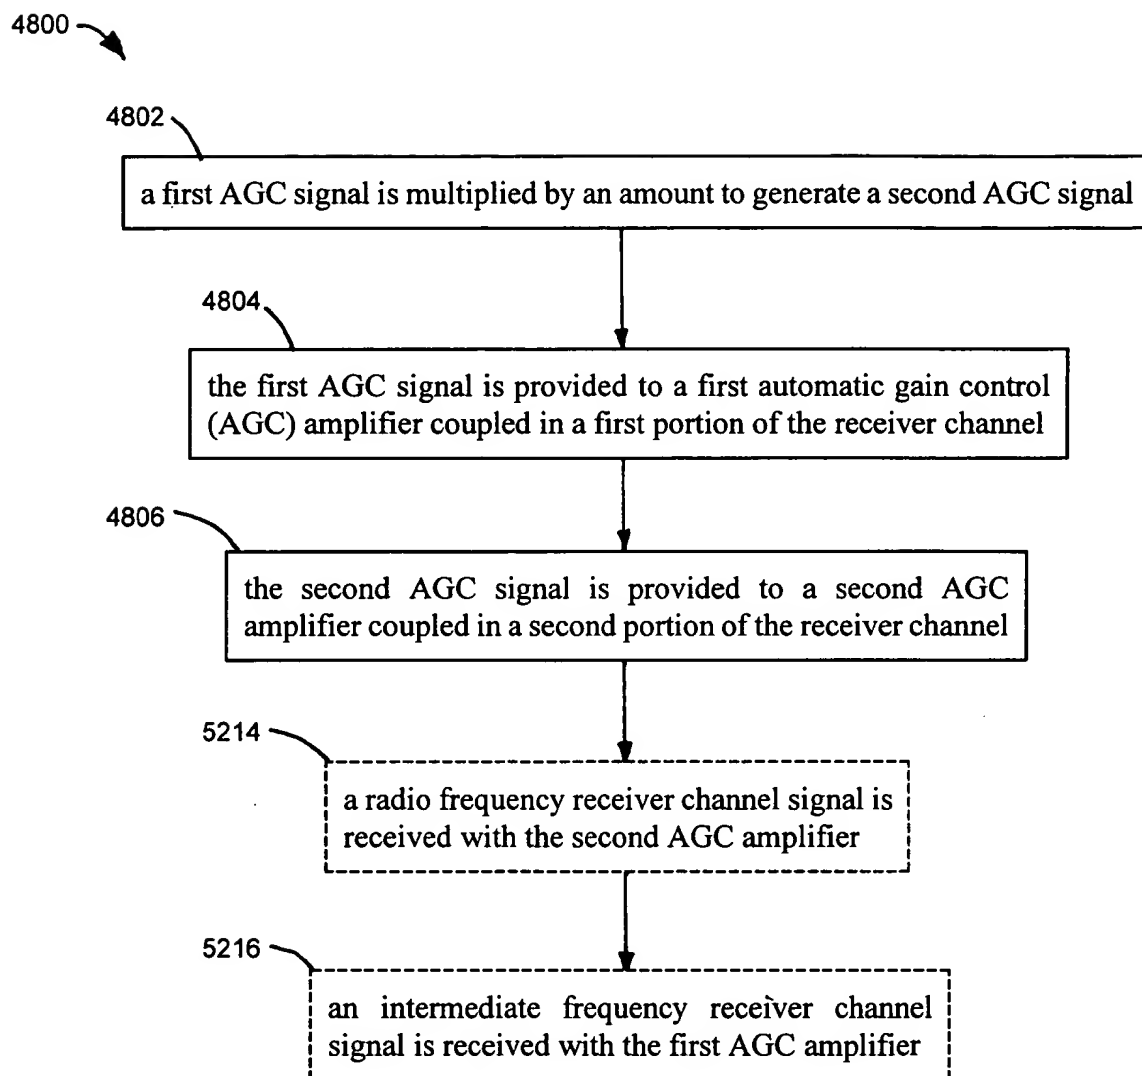 4800
4802
a first AGC signal is multiplied by an amount to generate a second AGC signal
4804
the first AGC signal is provided to a first automatic gain control
(AGC) amplifier coupled in a first portion of the receiver channel
4806
the second AGC signal is provided to a second AGC
amplifier coupled in a second portion of the receiver channel
5214
a radio frequency receiver channel signal is
received with the second AGC amplifier
5216
an intermediate frequency receiver channel
signal is received with the first AGC amplifier